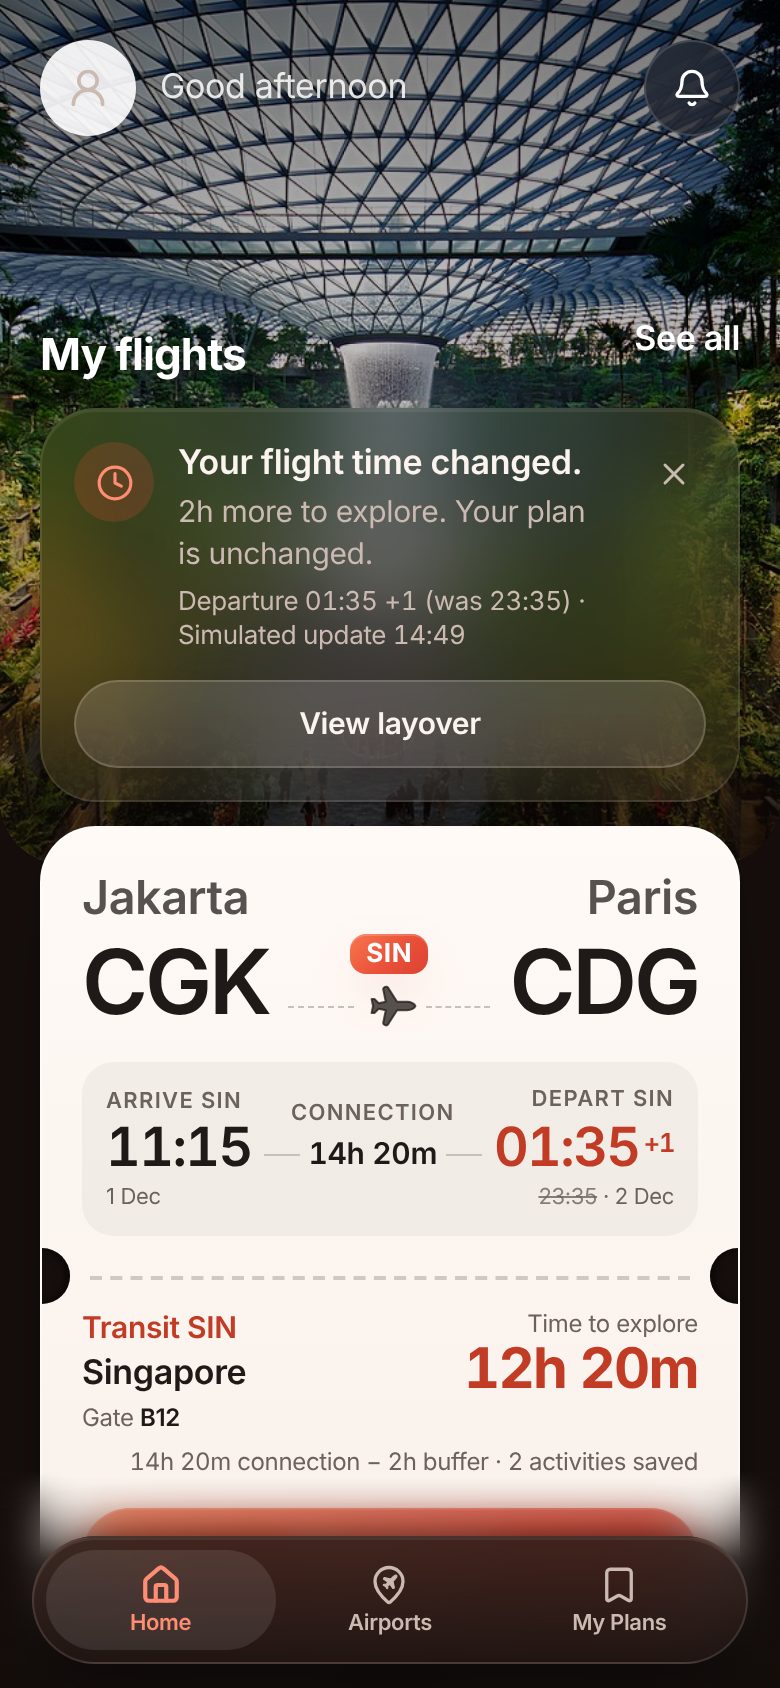 Good afternoon
My flights
See all
Your flight time changed.
2h more to explore. Your plan
is unchanged.
Departure 01:35 +1 (was 23:35) ·
Simulated update 14:49
View layover
Jakarta
Paris
CGK
SIN
CDG
ARRIVE SIN
CONNECTION
DEPART SIN
11:15
14h 20m
01:35 +1
1 Dec
23:35 · 2 Dec
Transit SIN
Time to explore
Singapore
12h 20m
Gate B12
14h 20m connection – 2h buffer · 2 activities saved
Home
Airports
My Plans